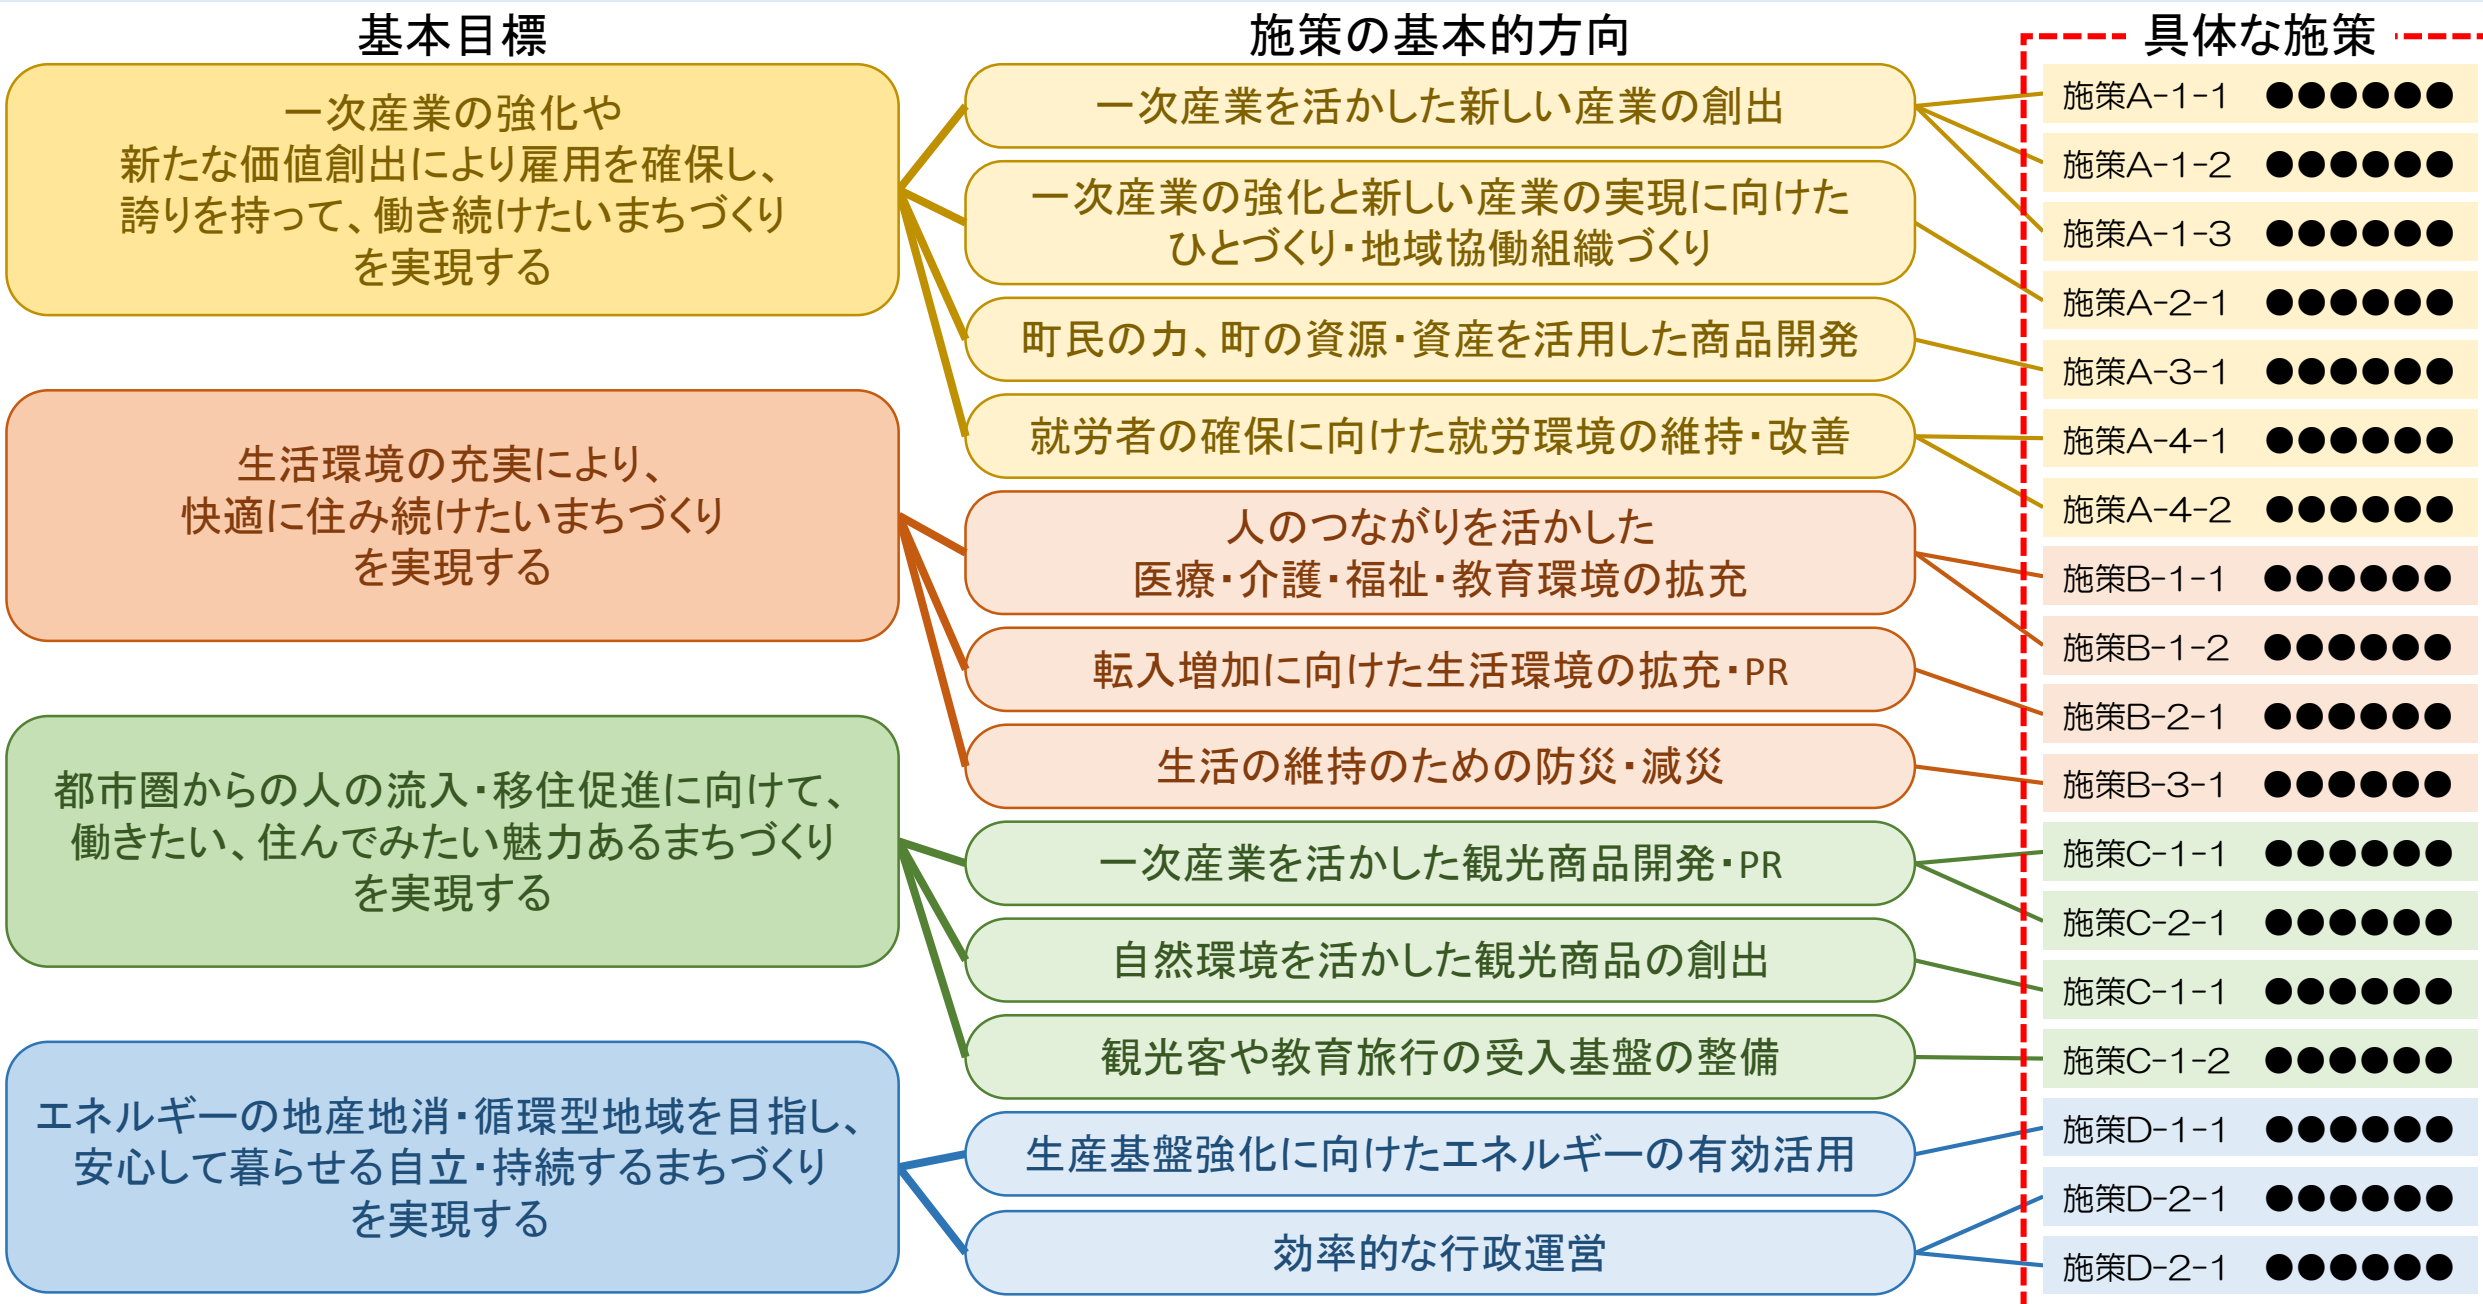 基本目標
一次産業の強化や
新たな価値創出により雇用を確保し、
誇りを持って、働き続けたいまちづくり
を実現する
生活環境の充実により、
快適に住み続けたいまちづくり
を実現する
都市圏からの人の流入・移住促進に向けて、
働きたい、住んでみたい魅力あるまちづくり
を実現する
エネルギーの地産地消・循環型地域を目指し、
安心して暮らせる自立・持続するまちづくり
を実現する
施策の基本的方向
一次産業を活かした新しい産業の創出
一次産業の強化と新しい産業の実現に向けた
ひとづくり・地域協働組織づくり
町民の力、町の資源・資産を活用した商品開発
就労者の確保に向けた就労環境の維持・改善
人のつながりを活かした
医療・介護・福祉・教育環境の拡充
転入増加に向けた生活環境の拡充・PR
生活の維持のための防災・減災
一次産業を活かした観光商品開発・PR
自然環境を活かした観光商品の創出
観光客や教育旅行の受入基盤の整備
生産基盤強化に向けたエネルギーの有効活用
効率的な行政運営
具体な施策
施策A-1-1 ●●●●●●
施策A-1-2 ●●●●●●
施策A-1-3 ●●●●●●
施策A-2-1 ●●●●●●
施策A-3-1 ●●●●●●
施策A-4-1 ●●●●●●
施策A-4-2 ●●●●●●
施策B-1-1 ●●●●●●
施策B-1-2 ●●●●●●
施策B-2-1 ●●●●●●
施策B-3-1 ●●●●●●
施策C-1-1 ●●●●●●
施策C-2-1 ●●●●●●
施策C-1-1 ●●●●●●
施策C-1-2 ●●●●●●
施策D-1-1 ●●●●●●
施策D-2-1 ●●●●●●
施策D-2-1 ●●●●●●